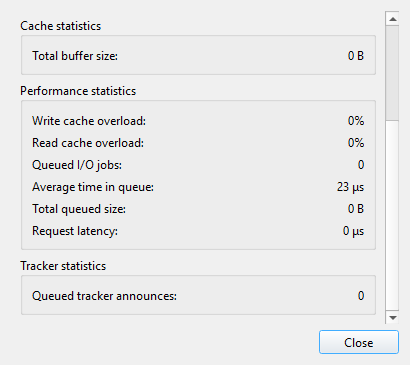 Cache statistics
Total buffer size: 0 B
Performance statistics
Write cache overload: 0%
Read cache overload: 0%
Queued I/O jobs: 0
Average time in queue: 23 μs
Total queued size: 0 B
Request latency: 0 μs
Tracker statistics
Queued tracker announces: 0
Close